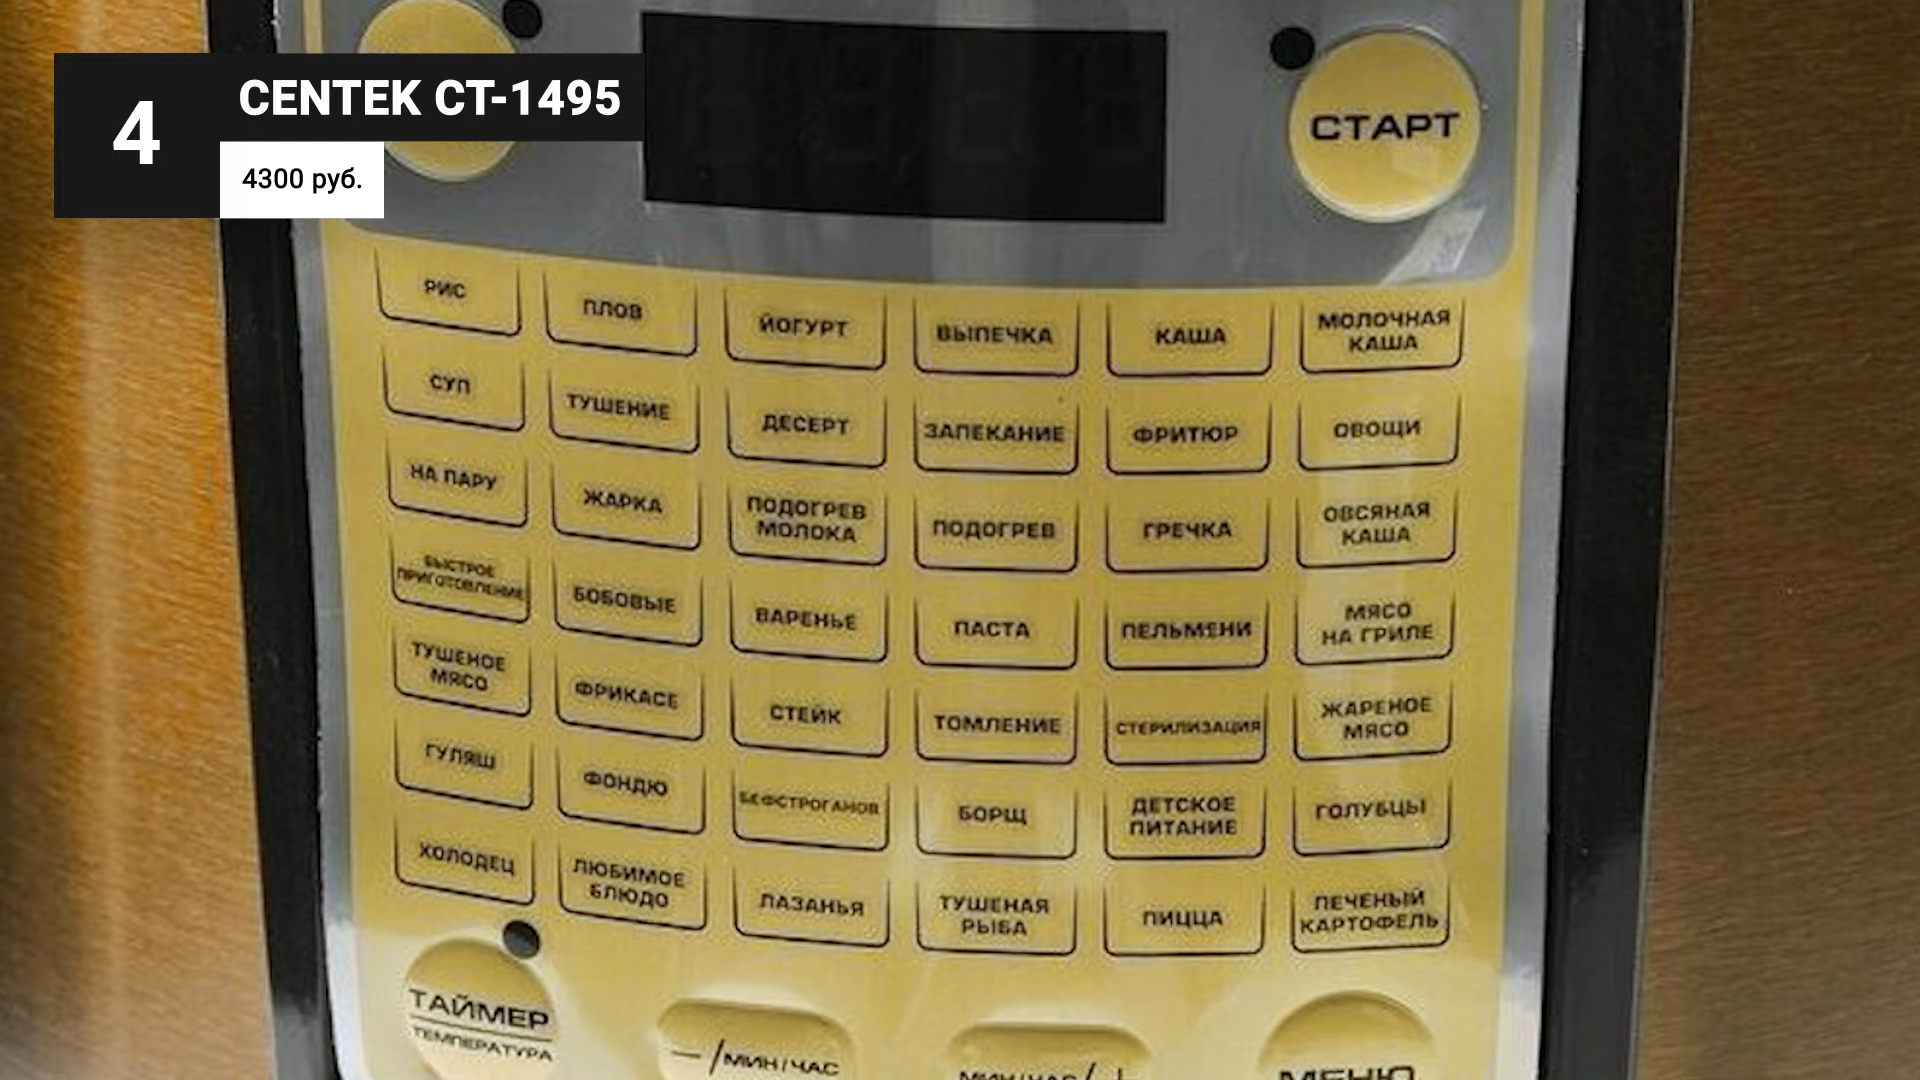 4
CENTEK CT-1495
4300 руб.
СТАРТ
РИС
ПЛОВ
ЙОГУРТ
ВЫПЕЧКА
КАША
МОЛОЧНАЯ
КАША
СУП
ТУШЕНИЕ
ДЕСЕРТ
ЗАПЕКАНИЕ
ФРИТЮР
ОВОЩИ
НА ПАРУ
ЖАРКА
ПОДОГРЕВ
МОЛОКА
ПОДОГРЕВ
ГРЕЧКА
ОВСЯНАЯ
КАША
БЫСТРОЕ
ПРИГОТОВЛЕНИЕ
БОБОВЫЕ
ВАРЕНЬЕ
ПАСТА
ПЕЛЬМЕНИ
МЯСО
НА ГРИЛЕ
ТУШЕНОЕ
МЯСО
ФРИКАСЕ
СТЕЙК
ТОМЛЕНИЕ
СТЕРИЛИЗАЦИЯ
ЖАРЕНОЕ
МЯСО
ГУЛЯШ
ФОНДЮ
БЕФСТРОГАНОВ
БОРЩ
ДЕТСКОЕ
ПИТАНИЕ
ГОЛУБЦЫ
ХОЛОДЕЦ
ЛЮБИМОЕ
БЛЮДО
ЛАЗАНЬЯ
ТУШЕНАЯ
РЫБА
ПИЦЦА
ПЕЧЕНЫЙ
КАРТОФЕЛЬ
ТАЙМЕР
ТЕМПЕРАТУРА
– /МИН/ЧАС
МИН/ЧАС/ +
МЕНЮ